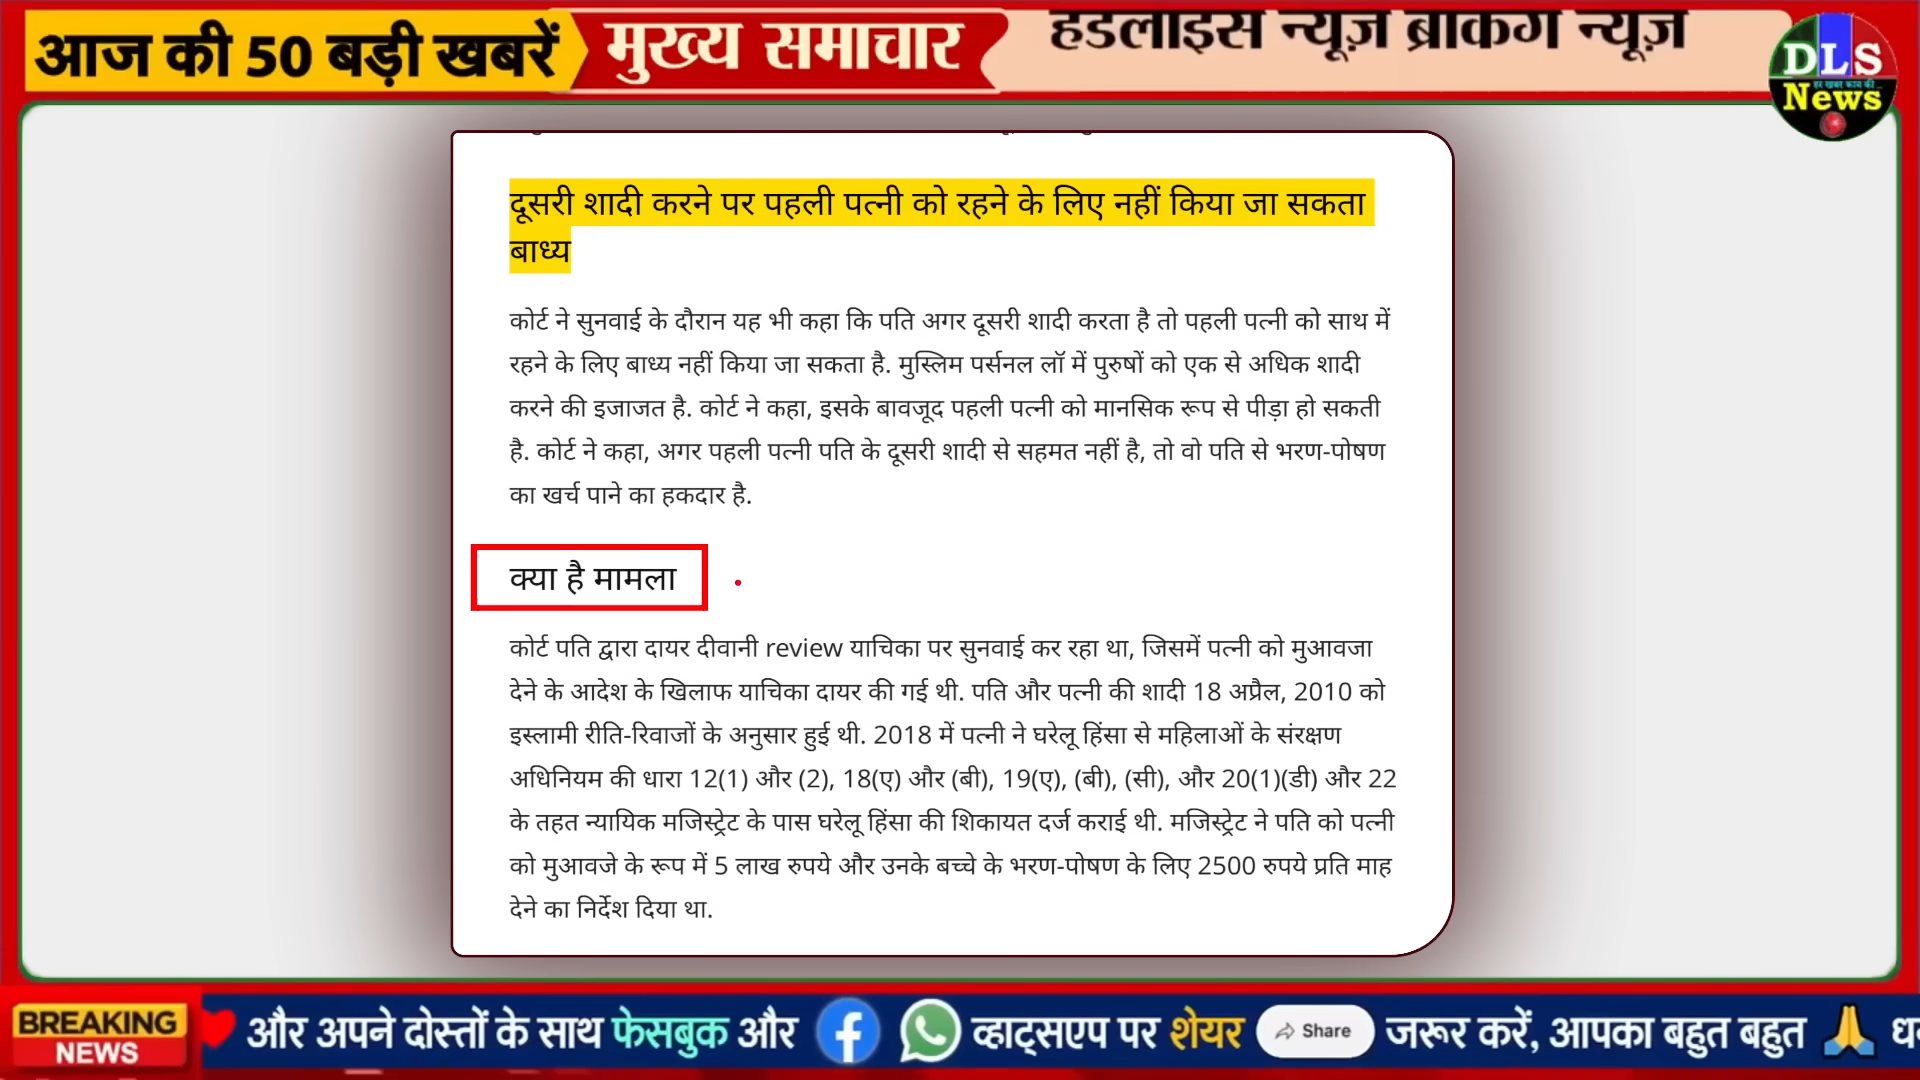 आज की 50 बड़ी खबरें
मुख्य समाचार
हेडलाइंस न्यूज़ ब्रेकिंग न्यूज़
DLS
हर खबर काम की
News
दूसरी शादी करने पर पहली पत्नी को रहने के लिए नहीं किया जा सकता
बाध्य
कोर्ट ने सुनवाई के दौरान यह भी कहा कि पति अगर दूसरी शादी करता है तो पहली पत्नी को साथ में
रहने के लिए बाध्य नहीं किया जा सकता है. मुस्लिम पर्सनल लॉ में पुरुषों को एक से अधिक शादी
करने की इजाजत है. कोर्ट ने कहा, इसके बावजूद पहली पत्नी को मानसिक रूप से पीड़ा हो सकती
है. कोर्ट ने कहा, अगर पहली पत्नी पति के दूसरी शादी से सहमत नहीं है, तो वो पति से भरण-पोषण
का खर्च पाने का हकदार है.
क्या है मामला
कोर्ट पति द्वारा दायर दीवानी review याचिका पर सुनवाई कर रहा था, जिसमें पत्नी को मुआवजा
देने के आदेश के खिलाफ याचिका दायर की गई थी. पति और पत्नी की शादी 18 अप्रैल, 2010 को
इस्लामी रीति-रिवाजों के अनुसार हुई थी. 2018 में पत्नी ने घरेलू हिंसा से महिलाओं के संरक्षण
अधिनियम की धारा 12(1) और (2), 18(ए) और (बी), 19(ए), (बी), (सी), और 20(1)(डी) और 22
के तहत न्यायिक मजिस्ट्रेट के पास घरेलू हिंसा की शिकायत दर्ज कराई थी. मजिस्ट्रेट ने पति को पत्नी
को मुआवजे के रूप में 5 लाख रुपये और उनके बच्चे के भरण-पोषण के लिए 2500 रुपये प्रति माह
देने का निर्देश दिया था.
BREAKING
NEWS
और अपने दोस्तों के साथ फेसबुक और व्हाट्सएप पर शेयर Share जरूर करें, आपका बहुत बहुत